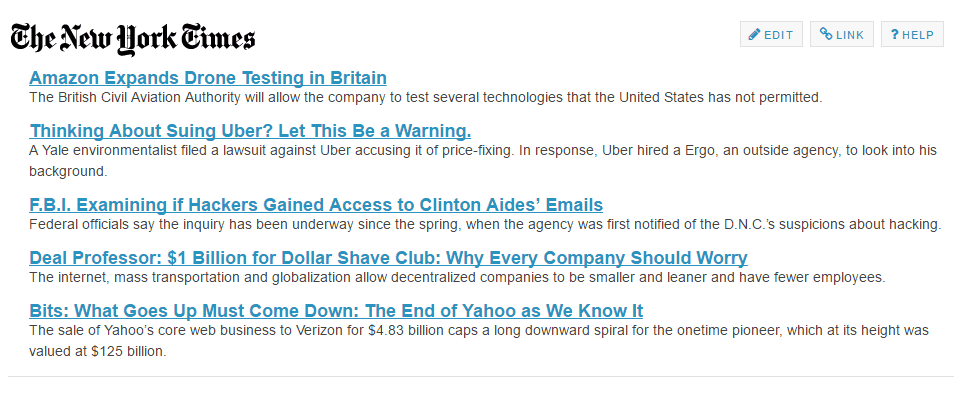 The New York Times
EDIT LINK HELP
Amazon Expands Drone Testing in Britain
The British Civil Aviation Authority will allow the company to test several technologies that the United States has not permitted.
Thinking About Suing Uber? Let This Be a Warning.
A Yale environmentalist filed a lawsuit against Uber accusing it of price-fixing. In response, Uber hired a Ergo, an outside agency, to look into his
background.
F.B.I. Examining if Hackers Gained Access to Clinton Aides’ Emails
Federal officials say the inquiry has been underway since the spring, when the agency was first notified of the D.N.C.’s suspicions about hacking.
Deal Professor: $1 Billion for Dollar Shave Club: Why Every Company Should Worry
The internet, mass transportation and globalization allow decentralized companies to be smaller and leaner and have fewer employees.
Bits: What Goes Up Must Come Down: The End of Yahoo as We Know It
The sale of Yahoo’s core web business to Verizon for $4.83 billion caps a long downward spiral for the onetime pioneer, which at its height was
valued at $125 billion.